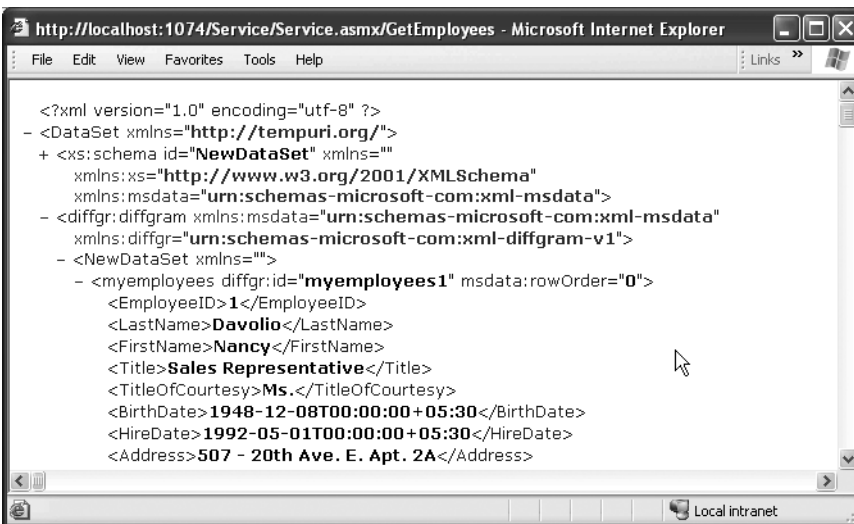 http://localhost:1074/Service/Service.asmx/GetEmployees - Microsoft Internet Explorer
File Edit View Favorites Tools Help Links »
<?xml version="1.0" encoding="utf-8" ?>
– <DataSet xmlns="http://tempuri.org/">
+ <xs:schema id="NewDataSet" xmlns=""
xmlns:xs="http://www.w3.org/2001/XMLSchema"
xmlns:msdata="urn:schemas-microsoft-com:xml-msdata">
– <diffgr:diffgram xmlns:msdata="urn:schemas-microsoft-com:xml-msdata"
xmlns:diffgr="urn:schemas-microsoft-com:xml-diffgram-v1">
– <NewDataSet xmlns="">
– <myemployees diffgr:id="myemployees1" msdata:rowOrder="0">
<EmployeeID>1</EmployeeID>
<LastName>Davolio</LastName>
<FirstName>Nancy</FirstName>
<Title>Sales Representative</Title>
<TitleOfCourtesy>Ms.</TitleOfCourtesy>
<BirthDate>1948-12-08T00:00:00+05:30</BirthDate>
<HireDate>1992-05-01T00:00:00+05:30</HireDate>
<Address>507 - 20th Ave. E. Apt. 2A</Address>
Local intranet